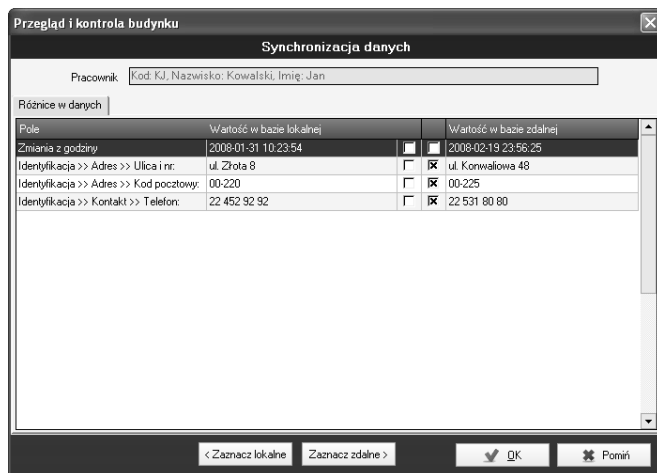 Przegląd i kontrola budynku
Synchronizacja danych
Pracownik Kod: KJ, Nazwisko: Kowalski, Imię: Jan
Różnice w danych
Pole Wartość w bazie lokalnej Wartość w bazie zdalnej
Zmiania z godziny 2008-01-31 10:23:54 2008-02-19 23:56:25
Identyfikacja >> Adres >> Ulica i nr: ul. Złota 8 ul. Konwaliowa 48
Identyfikacja >> Adres >> Kod pocztowy: 00-220 00-225
Identyfikacja >> Kontakt >> Telefon: 22 452 92 92 22 531 80 80
< Zaznacz lokalne Zaznacz zdalne > OK Pomiń